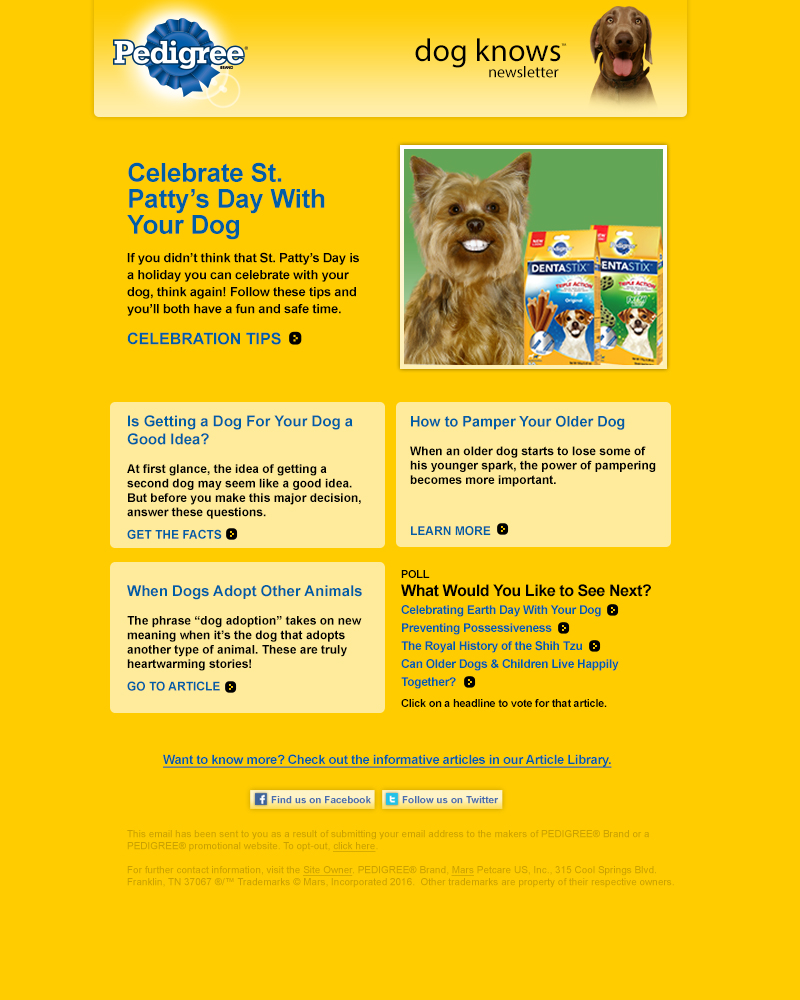 Pedigree®
BRAND
dog knows™
newsletter
Celebrate St.
Patty’s Day With
Your Dog
If you didn’t think that St. Patty’s Day is
a holiday you can celebrate with your
dog, think again! Follow these tips and
you’ll both have a fun and safe time.
CELEBRATION TIPS
NEW
Pedigree
DENTASTIX
TRIPLE ACTION
Original
Pedigree
ENTASTIX
TRIPLE ACTION
Is Getting a Dog For Your Dog a
Good Idea?
At first glance, the idea of getting a
second dog may seem like a good idea.
But before you make this major decision,
answer these questions.
GET THE FACTS
How to Pamper Your Older Dog
When an older dog starts to lose some of
his younger spark, the power of pampering
becomes more important.
LEARN MORE
When Dogs Adopt Other Animals
The phrase “dog adoption” takes on new
meaning when it’s the dog that adopts
another type of animal. These are truly
heartwarming stories!
GO TO ARTICLE
POLL
What Would You Like to See Next?
Celebrating Earth Day With Your Dog
Preventing Possessiveness
The Royal History of the Shih Tzu
Can Older Dogs & Children Live Happily
Together?
Click on a headline to vote for that article.
Want to know more? Check out the informative articles in our Article Library.
Find us on Facebook
Follow us on Twitter
This email has been sent to you as a result of submitting your email address to the makers of PEDIGREE® Brand or a
PEDIGREE® promotional website. To opt-out, click here.
For further contact information, visit the Site Owner. PEDIGREE® Brand, Mars Petcare US, Inc., 315 Cool Springs Blvd.
Franklin, TN 37067 ®/™ Trademarks © Mars, Incorporated 2016. Other trademarks are property of their respective owners.